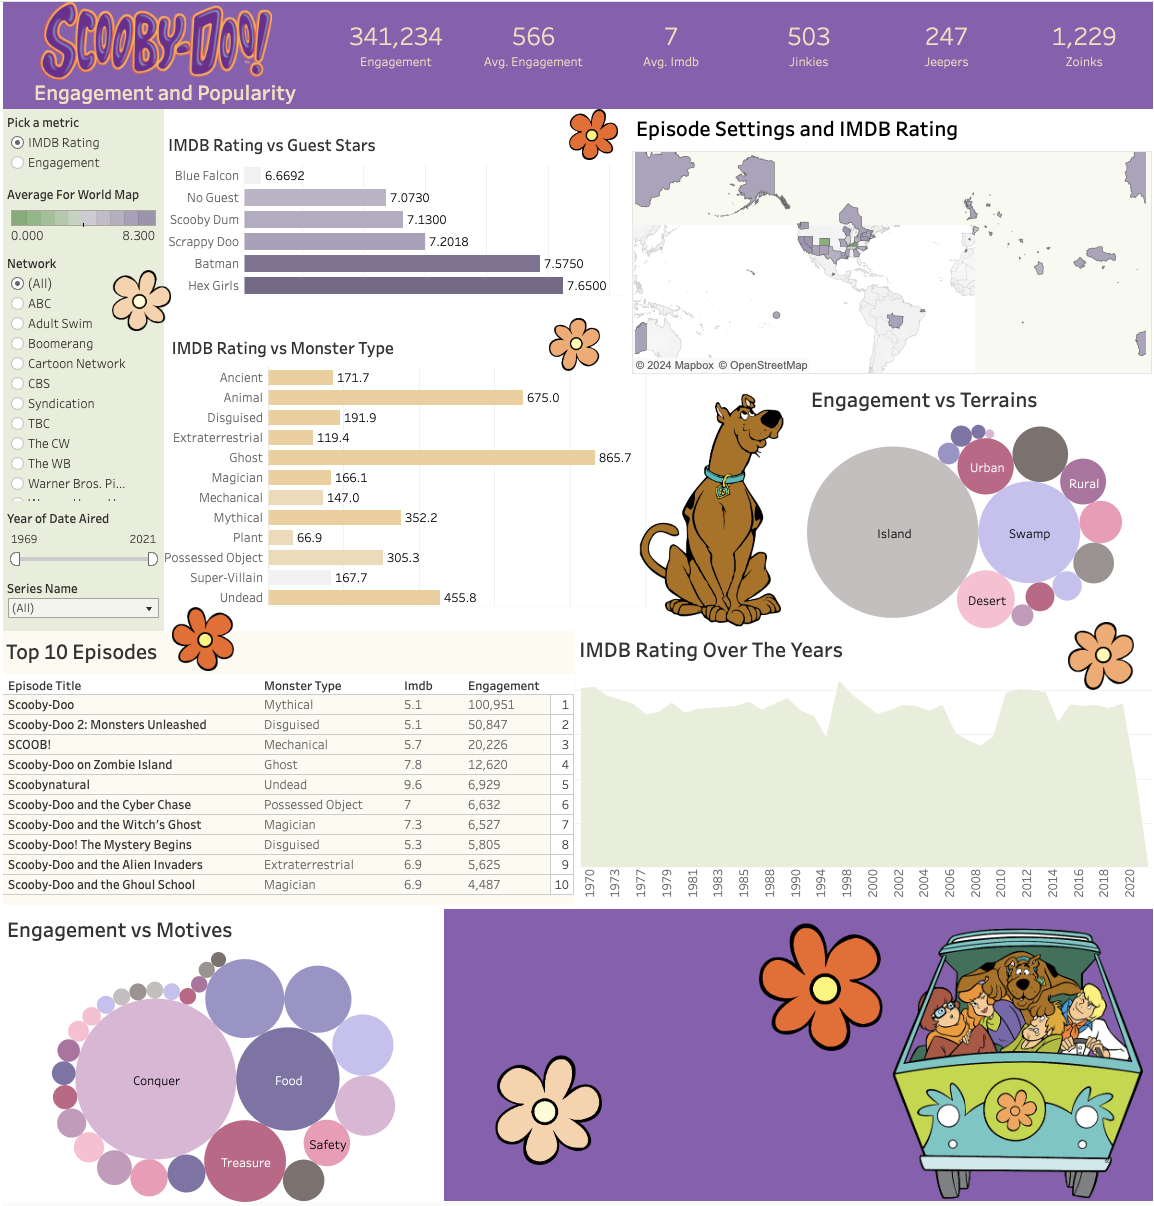 SCOOBY-DOO!
Engagement and Popularity
341,234
Engagement
566
Avg. Engagement
7
Avg. Imdb
503
Jinkies
247
Jeepers
1,229
Zoinks
Pick a metric
IMDB Rating
Engagement
Average For World Map
0.000 8.300
Network
(All)
ABC
Adult Swim
Boomerang
Cartoon Network
CBS
Syndication
TBC
The CW
The WB
Warner Bros. Pi...
Year of Date Aired
1969 2021
Series Name
(All)
IMDB Rating vs Guest Stars
Blue Falcon 6.6692
No Guest 7.0730
Scooby Dum 7.1300
Scrappy Doo 7.2018
Batman 7.5750
Hex Girls 7.6500
IMDB Rating vs Monster Type
Ancient 171.7
Animal 675.0
Disguised 191.9
Extraterrestrial 119.4
Ghost 865.7
Magician 166.1
Mechanical 147.0
Mythical 352.2
Plant 66.9
Possessed Object 305.3
Super-Villain 167.7
Undead 455.8
Episode Settings and IMDB Rating
© 2024 Mapbox © OpenStreetMap
Engagement vs Terrains
Urban
Rural
Island
Swamp
Desert
SD
Top 10 Episodes
Episode Title Monster Type Imdb Engagement
Scooby-Doo Mythical 5.1 100,951 1
Scooby-Doo 2: Monsters Unleashed Disguised 5.1 50,847 2
SCOOB! Mechanical 5.7 20,226 3
Scooby-Doo on Zombie Island Ghost 7.8 12,620 4
Scoobynatural Undead 9.6 6,929 5
Scooby-Doo and the Cyber Chase Possessed Object 7 6,632 6
Scooby-Doo and the Witch's Ghost Magician 7.3 6,527 7
Scooby-Doo! The Mystery Begins Disguised 5.3 5,805 8
Scooby-Doo and the Alien Invaders Extraterrestrial 6.9 5,625 9
Scooby-Doo and the Ghoul School Magician 6.9 4,487 10
IMDB Rating Over The Years
1970 1973 1977 1979 1981 1983 1985 1988 1990 1994 1998 2000 2002 2004 2006 2008 2010 2012 2014 2016 2018 2020
Engagement vs Motives
Conquer
Food
Safety
Treasure